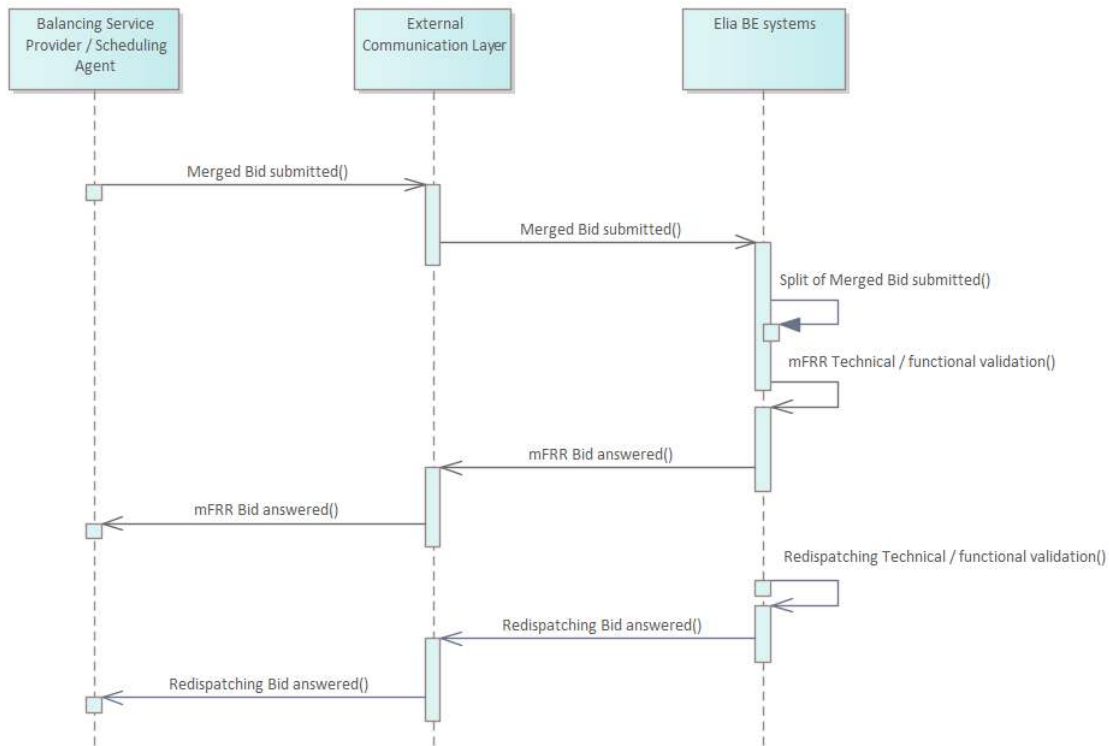 Balancing Service
Provider / Scheduling
Agent
External
Communication Layer
Elia BE systems
Merged Bid submitted()
Merged Bid submitted()
Split of Merged Bid submitted()
mFRR Technical / functional validation()
mFRR Bid answered()
mFRR Bid answered()
Redispatching Technical / functional validation()
Redispatching Bid answered()
Redispatching Bid answered()